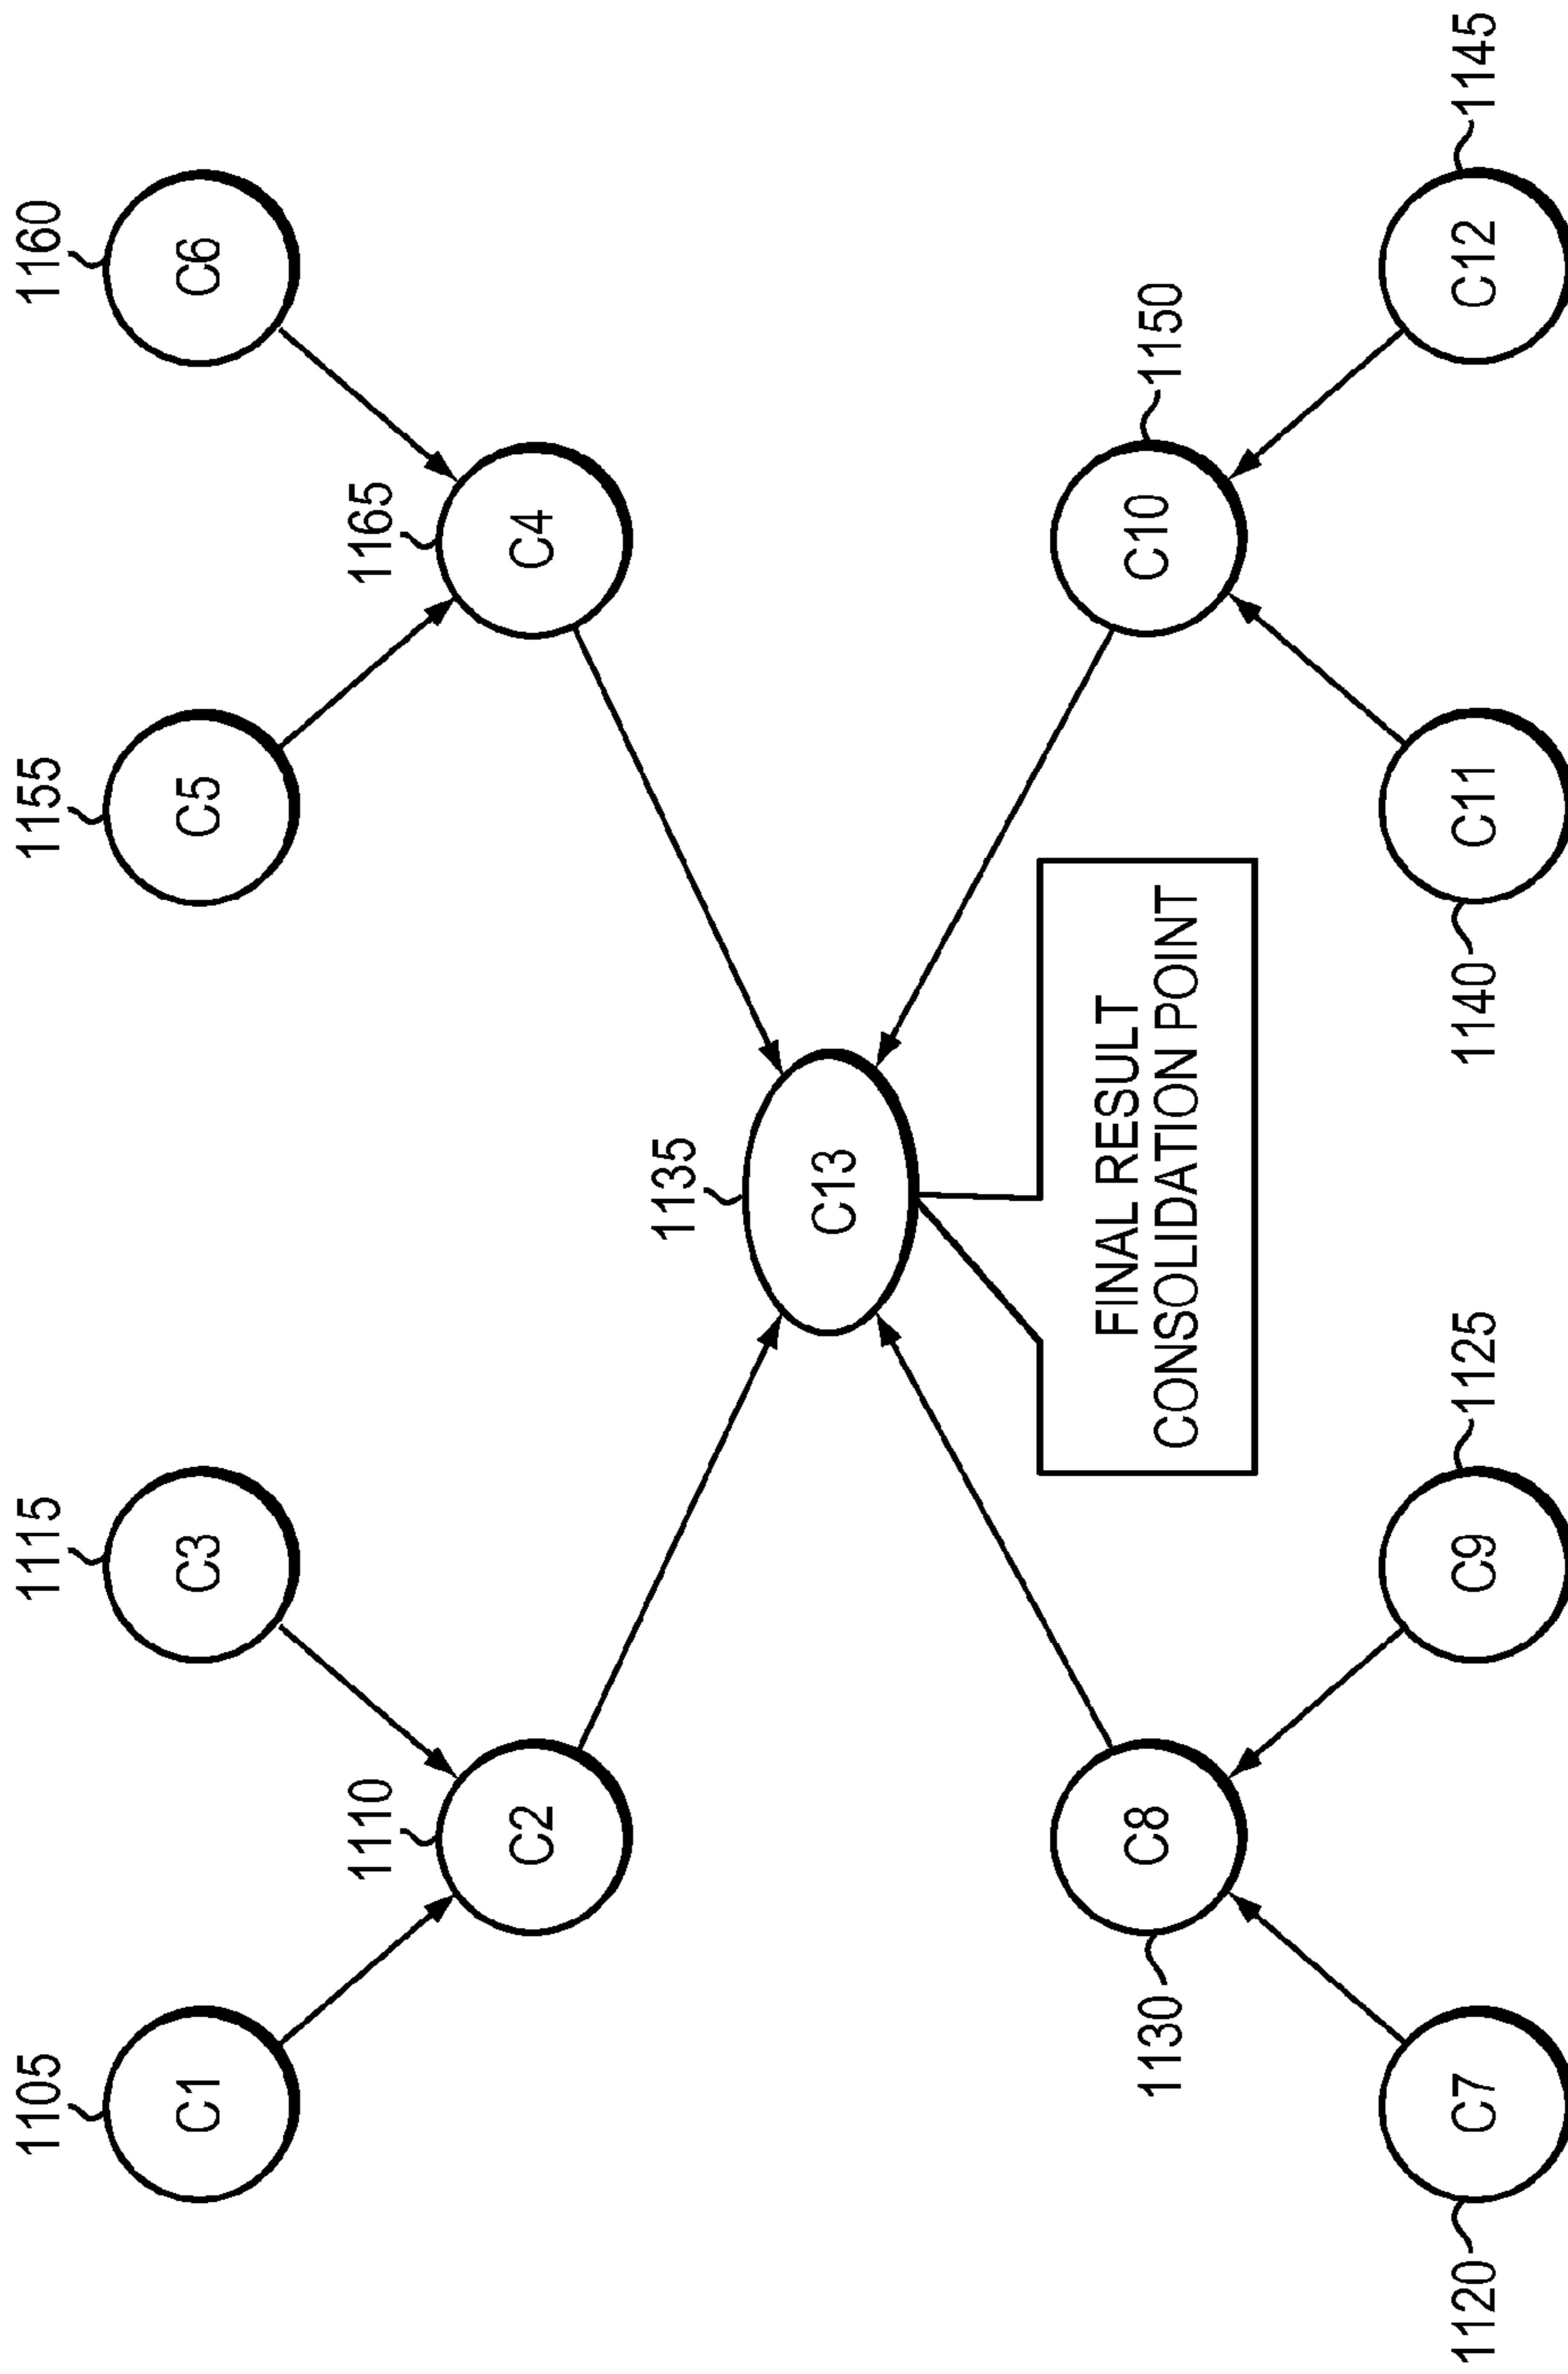 1105
C1
1115
C3
1155
C5
1160
C6
1110
C2
1165
C4
1135
C13
FINAL RESULT
CONSOLIDATION POINT
1130
C8
1150
C10
1120
C7
1125
C9
1140
C11
1145
C12